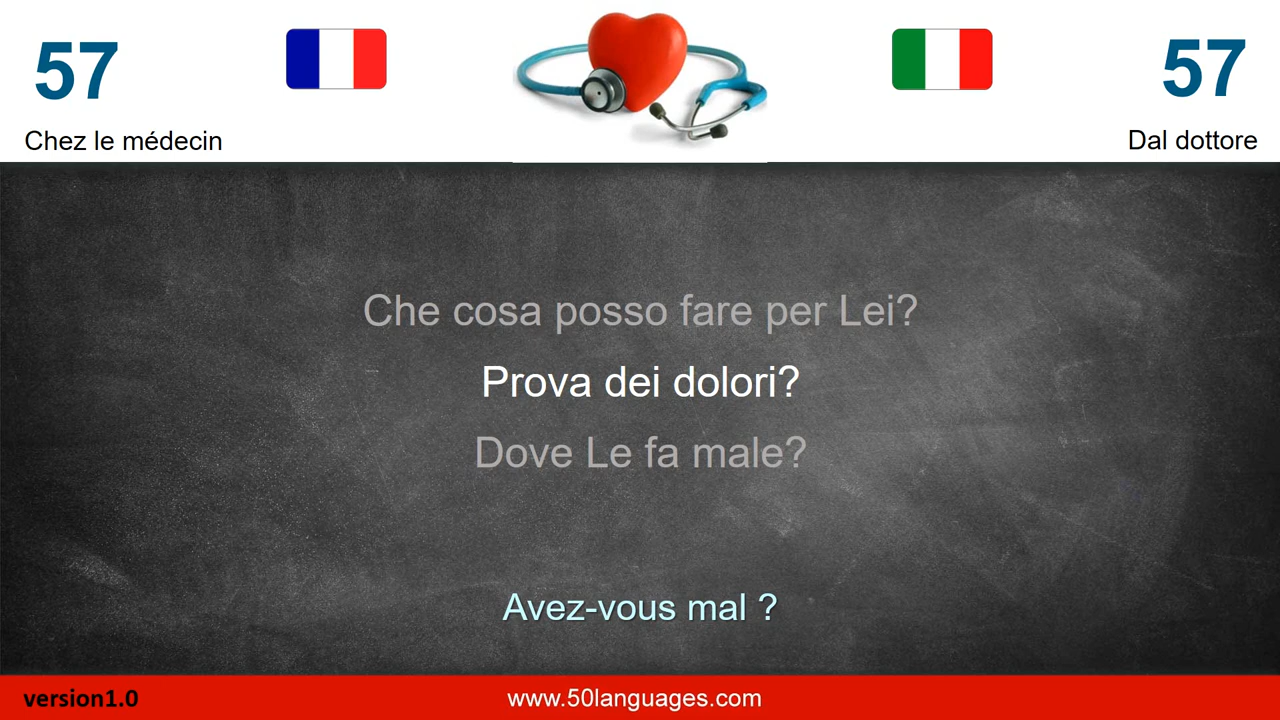 57
57
Chez le médecin
Dal dottore
Che cosa posso fare per Lei?
Prova dei dolori?
Dove Le fa male?
Avez-vous mal ?
version1.0
www.50languages.com